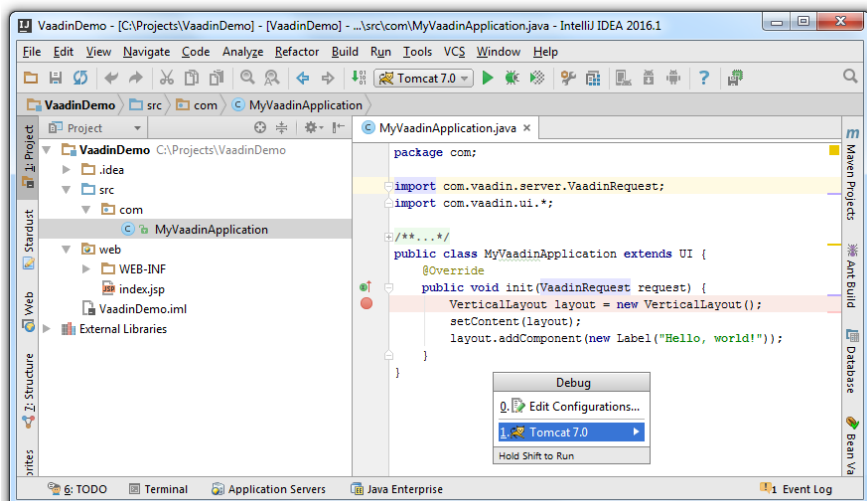 VaadinDemo - [C:\Projects\VaadinDemo] - [VaadinDemo] - ...\src\com\MyVaadinApplication.java - IntelliJ IDEA 2016.1
File Edit View Navigate Code Analyze Refactor Build Run Tools VCS Window Help
Tomcat 7.0
VaadinDemo src com MyVaadinApplication
1: Project
Stardust
Web
Z: Structure
Project
VaadinDemo C:\Projects\VaadinDemo
.idea
src
com
MyVaadinApplication
web
WEB-INF
index.jsp
VaadinDemo.iml
External Libraries
MyVaadinApplication.java
package com;
import com.vaadin.server.VaadinRequest;
import com.vaadin.ui.*;
/**...*/
public class MyVaadinApplication extends UI {
@Override
public void init(VaadinRequest request) {
VerticalLayout layout = new VerticalLayout();
setContent(layout);
layout.addComponent(new Label("Hello, world!"));
}
}
Debug
0. Edit Configurations...
1. Tomcat 7.0
Hold Shift to Run
Maven Projects
Ant Build
Database
Bean Va
6: TODO Terminal Application Servers Java Enterprise 1 Event Log